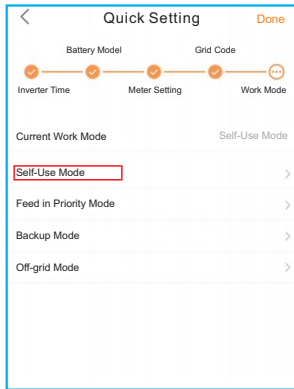 Quick Setting Done
Battery Model Grid Code
Inverter Time Meter Setting Work Mode
Current Work Mode Self-Use Mode
Self-Use Mode
Feed in Priority Mode
Backup Mode
Off-grid Mode